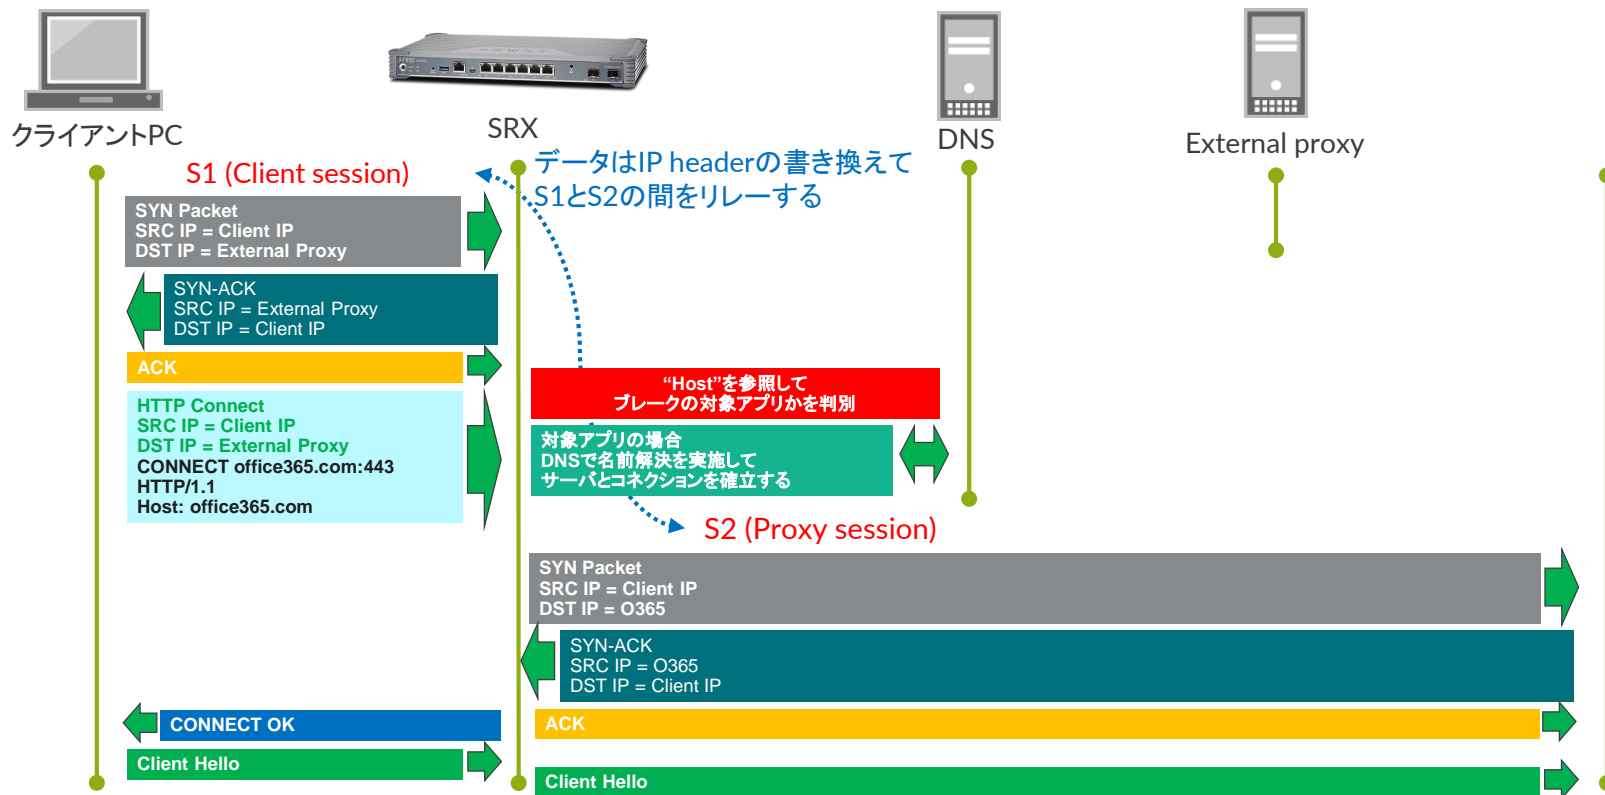 クライアントPC
SRX
DNS
External proxy
S1 (Client session)
データはIP headerの書き換えて
S1とS2の間をリレーする
SYN Packet
SRC IP = Client IP
DST IP = External Proxy
SYN-ACK
SRC IP = External Proxy
DST IP = Client IP
ACK
HTTP Connect
SRC IP = Client IP
DST IP = External Proxy
CONNECT office365.com:443
HTTP/1.1
Host: office365.com
“Host”を参照して
ブレークの対象アプリかを判別
対象アプリの場合
DNSで名前解決を実施して
サーバとコネクションを確立する
S2 (Proxy session)
SYN Packet
SRC IP = Client IP
DST IP = O365
SYN-ACK
SRC IP = O365
DST IP = Client IP
CONNECT OK
ACK
Client Hello
Client Hello